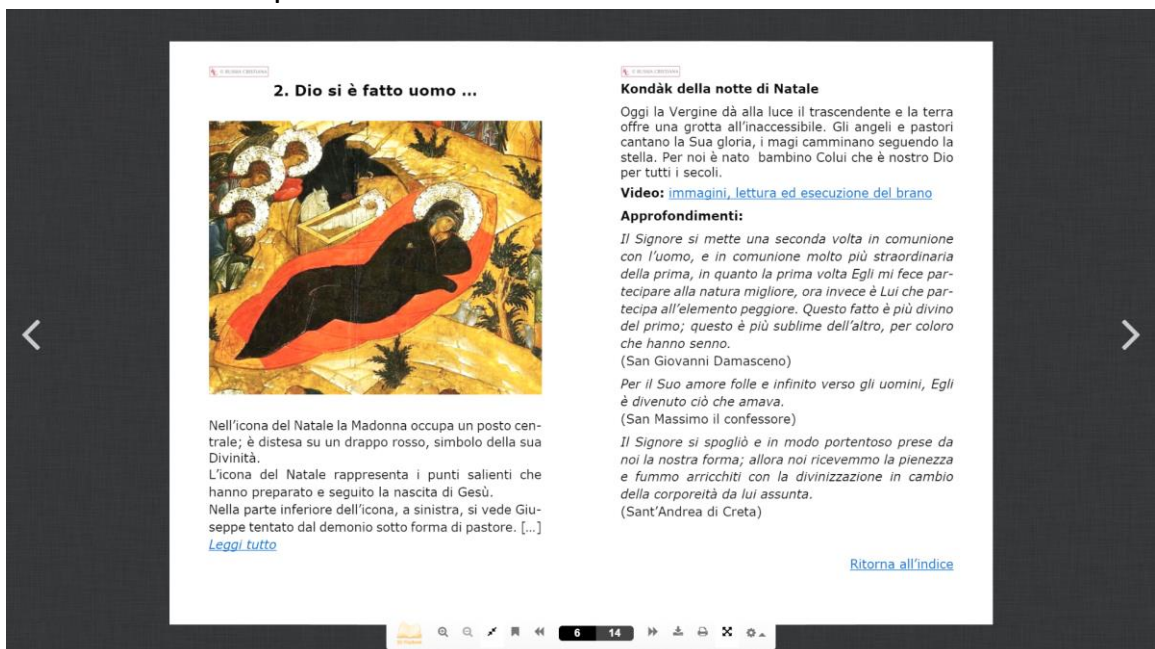 © RUSSIA CRISTIANA
2. Dio si è fatto uomo ...
Nell'icona del Natale la Madonna occupa un posto cen-
trale; è distesa su un drappo rosso, simbolo della sua
Divinità.
L'icona del Natale rappresenta i punti salienti che
hanno preparato e seguito la nascita di Gesù.
Nella parte inferiore dell'icona, a sinistra, si vede Giu-
seppe tentato dal demonio sotto forma di pastore. [...]
Leggi tutto
© RUSSIA CRISTIANA
Kondàk della notte di Natale
Oggi la Vergine dà alla luce il trascendente e la terra
offre una grotta all'inaccessibile. Gli angeli e pastori
cantano la Sua gloria, i magi camminano seguendo la
stella. Per noi è nato bambino Colui che è nostro Dio
per tutti i secoli.
Video: immagini, lettura ed esecuzione del brano
Approfondimenti:
Il Signore si mette una seconda volta in comunione
con l'uomo, e in comunione molto più straordinaria
della prima, in quanto la prima volta Egli mi fece par-
tecipare alla natura migliore, ora invece è Lui che par-
tecipa all'elemento peggiore. Questo fatto è più divino
del primo; questo è più sublime dell'altro, per coloro
che hanno senno.
(San Giovanni Damasceno)
Per il Suo amore folle e infinito verso gli uomini, Egli
è divenuto ciò che amava.
(San Massimo il confessore)
Il Signore si spogliò e in modo portentoso prese da
noi la nostra forma; allora noi ricevemmo la pienezza
e fummo arricchiti con la divinizzazione in cambio
della corporeità da lui assunta.
(Sant'Andrea di Creta)
Ritorna all'indice
6 14